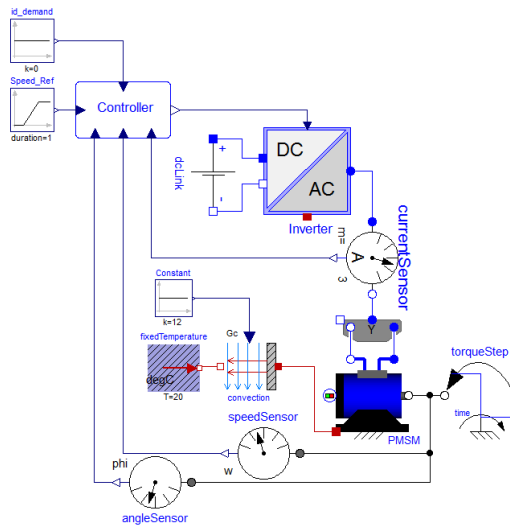 id_demand
k=0
Speed_Ref
duration=1
Controller
dcLink
+
-
DC
AC
Inverter
currentSensor
m=
3
A
Constant
k=12
fixedTemperature
degC
T=20
Gc
convection
Y
PMSM
torqueStep
time
speedSensor
w
phi
angleSensor